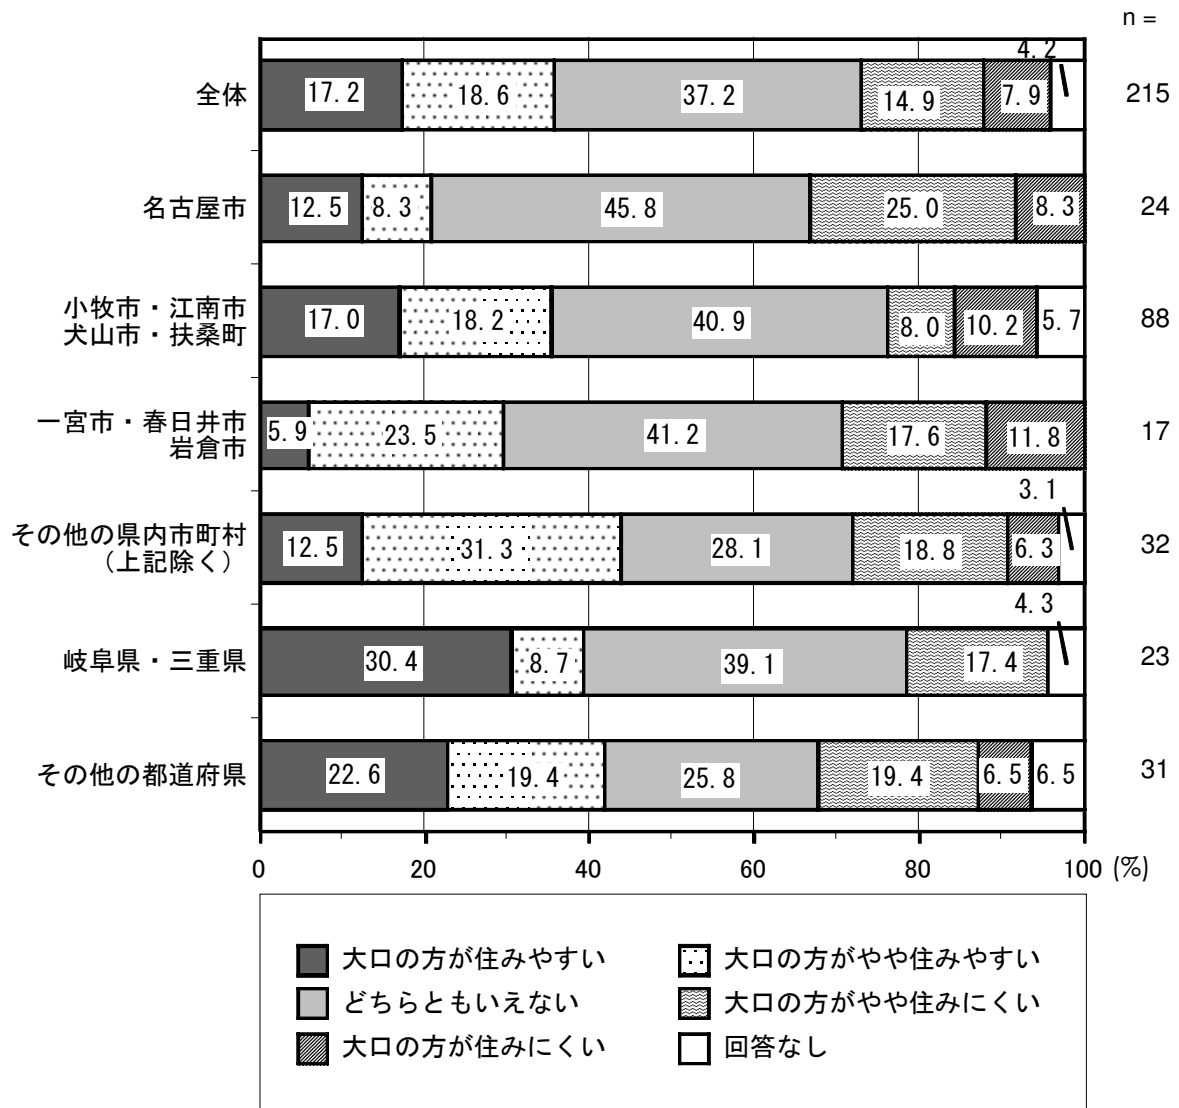 n =
4.2
全体 17.2 18.6 37.2 14.9 7.9 215
名古屋市 12.5 8.3 45.8 25.0 8.3 24
小牧市・江南市
犬山市・扶桑町 17.0 18.2 40.9 8.0 10.2 5.7 88
一宮市・春日井市
岩倉市 5.9 23.5 41.2 17.6 11.8 17
3.1
その他の県内市町村
（上記除く） 12.5 31.3 28.1 18.8 6.3 32
4.3
岐阜県・三重県 30.4 8.7 39.1 17.4 23
その他の都道府県 22.6 19.4 25.8 19.4 6.5 6.5 31
0 20 40 60 80 100 (%)
大口の方が住みやすい 大口の方がやや住みやすい
どちらともいえない 大口の方がやや住みにくい
大口の方が住みにくい 回答なし